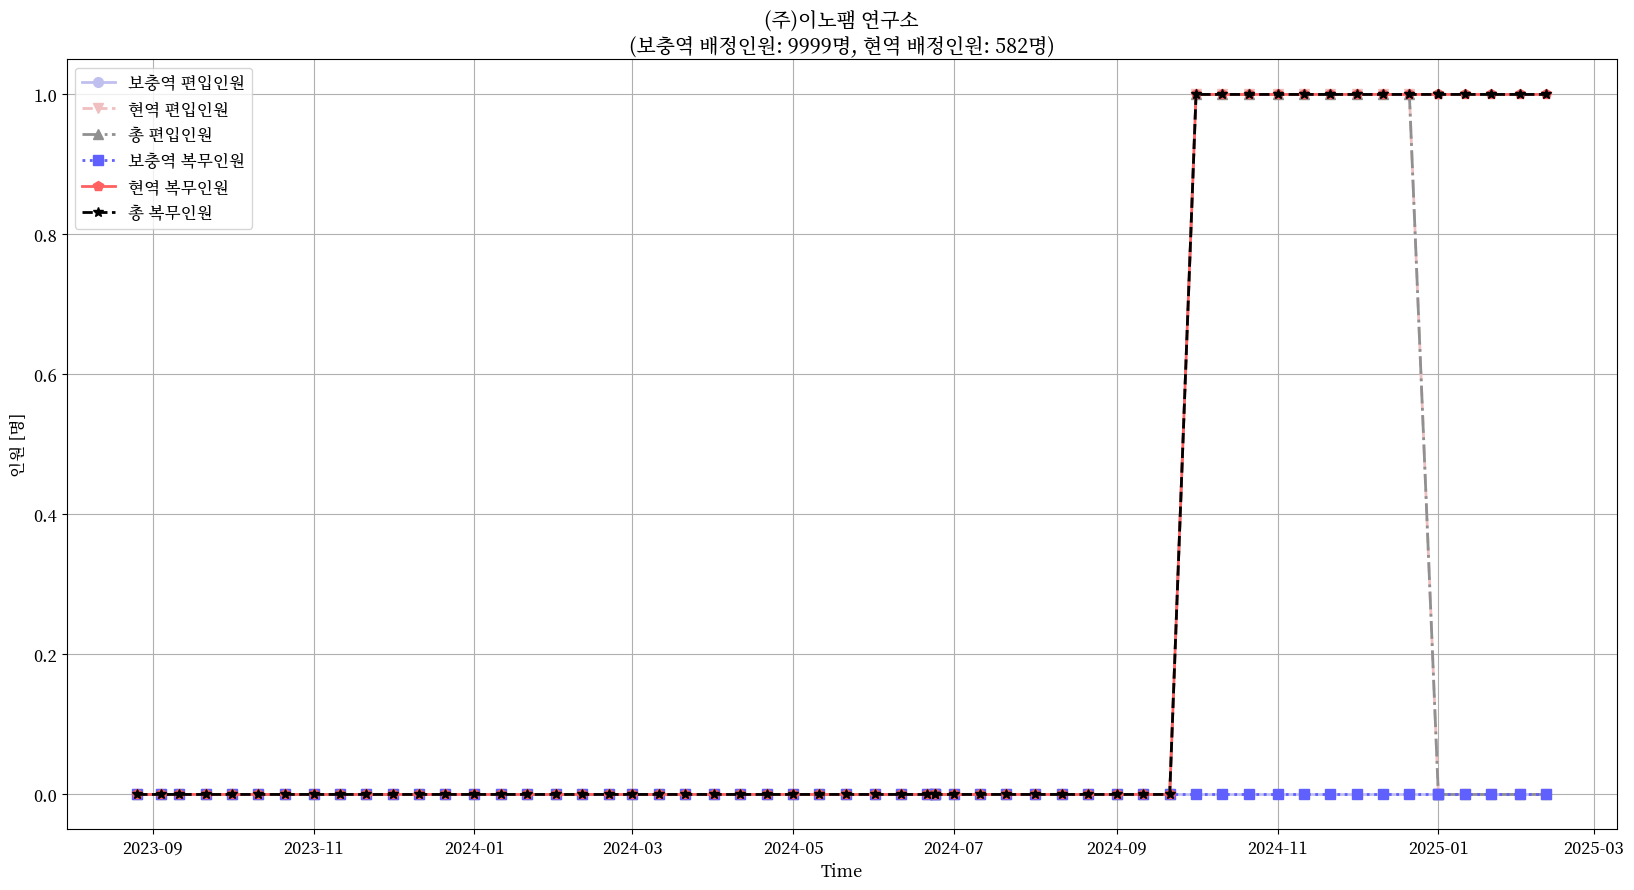 (주)이노팸 연구소
(보충역 배정인원: 9999명, 현역 배정인원: 582명)
보충역 편입인원
현역 편입인원
총 편입인원
보충역 복무인원
현역 복무인원
총 복무인원
1.0
0.8
0.6
0.4
0.2
0.0
인원 [명]
2023-09
2023-11
2024-01
2024-03
2024-05
2024-07
2024-09
2024-11
2025-01
2025-03
Time